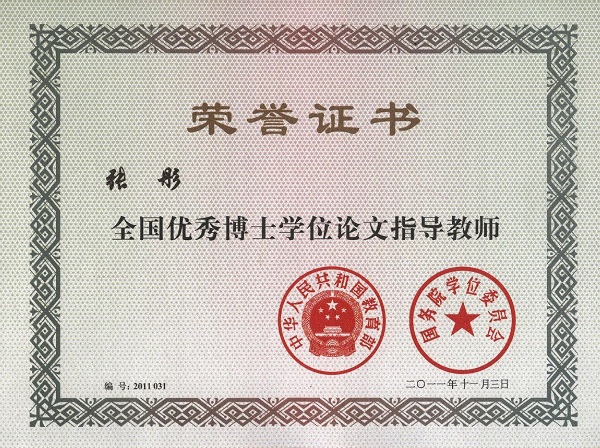 荣誉证书
张彤
全国优秀博士学位论文指导教师
中华人民共和国教育部
国务院学位委员会
编 号：2011 031
二〇一一年十一月三日